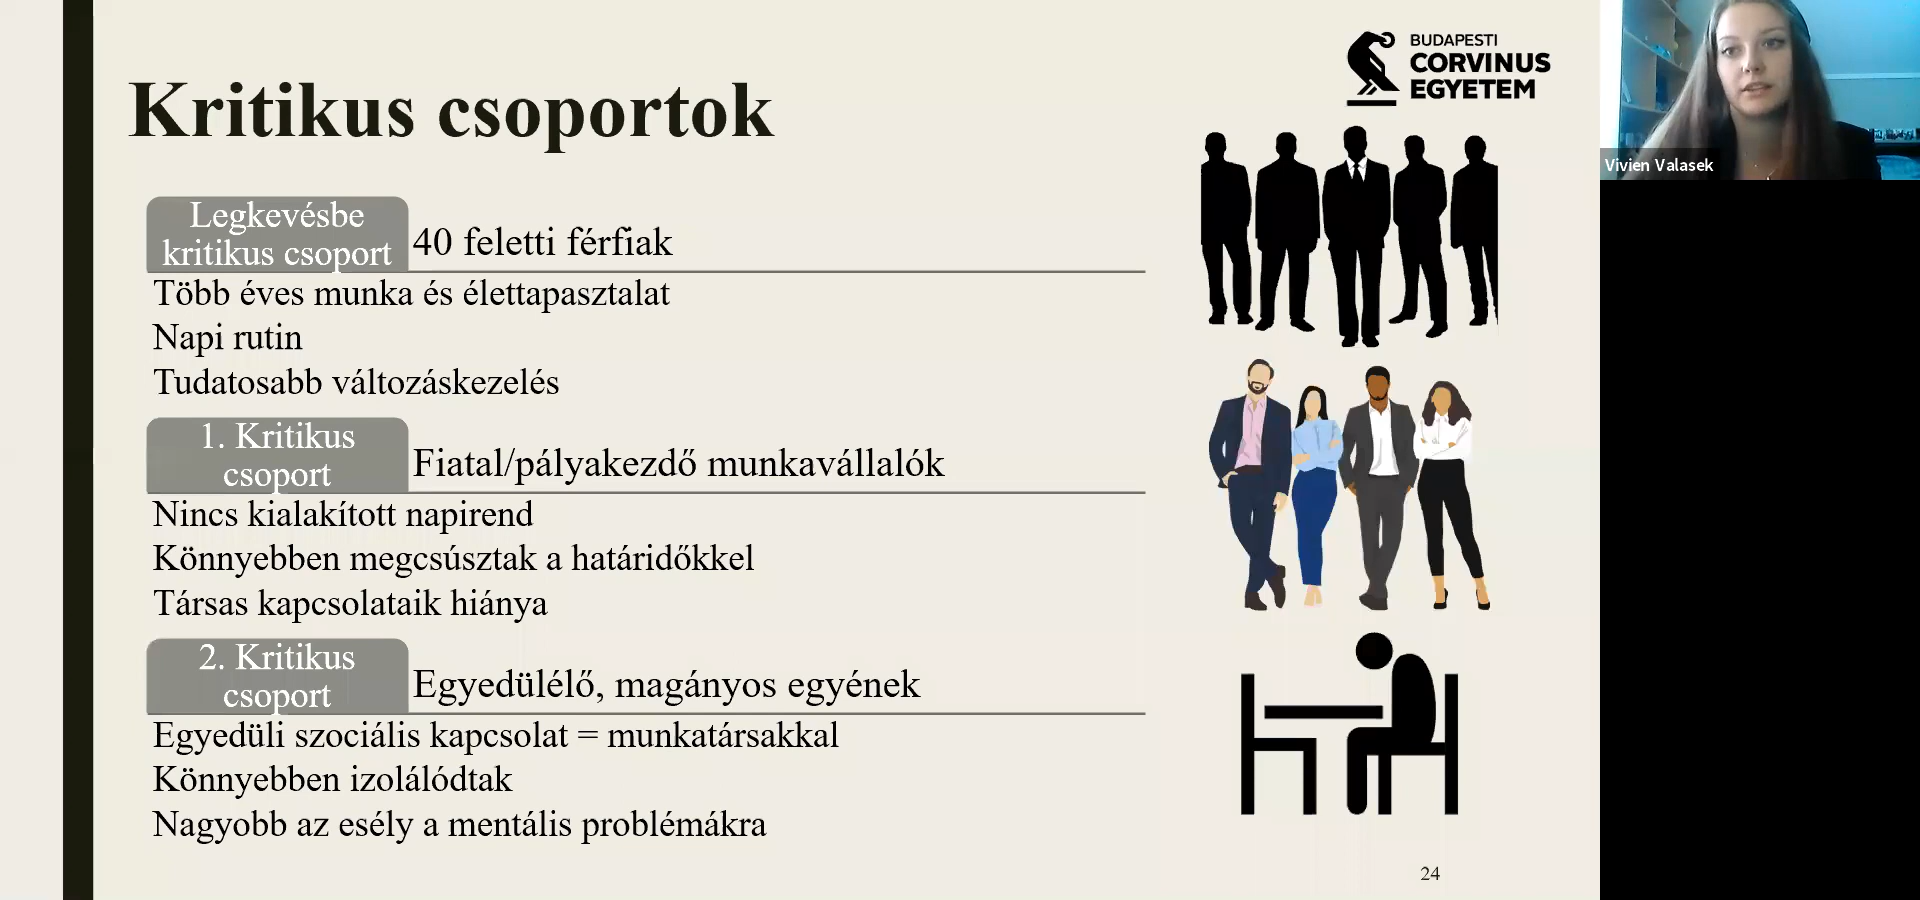 Kritikus csoportok
BUDAPESTI
CORVINUS
EGYETEM
Vivien Valasek
Legkevésbe
kritikus csoport
40 feletti férfiak
Több éves munka és élettapasztalat
Napi rutin
Tudatosabb változáskezelés
1. Kritikus
csoport
Fiatal/pályakezdő munkavállalók
Nincs kialakított napirend
Könnyebben megcsúsztak a határidőkkel
Társas kapcsolataik hiánya
2. Kritikus
csoport
Egyedülélő, magányos egyének
Egyedüli szociális kapcsolat = munkatársakkal
Könnyebben izolálódtak
Nagyobb az esély a mentális problémákra
24